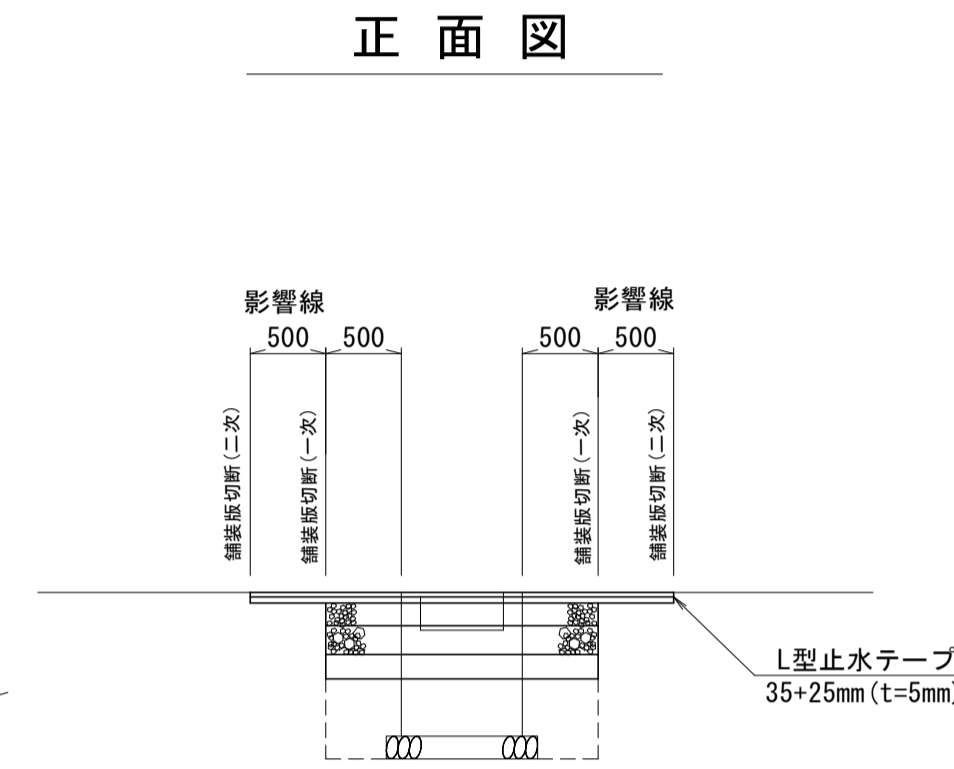 正面図
影響線
影響線
500
500
500
500
舗装版切断(二次)
舗装版切断(一次)
舗装版切断(一次)
舗装版切断(二次)
L型止水テープ
35+25mm(t=5mm)